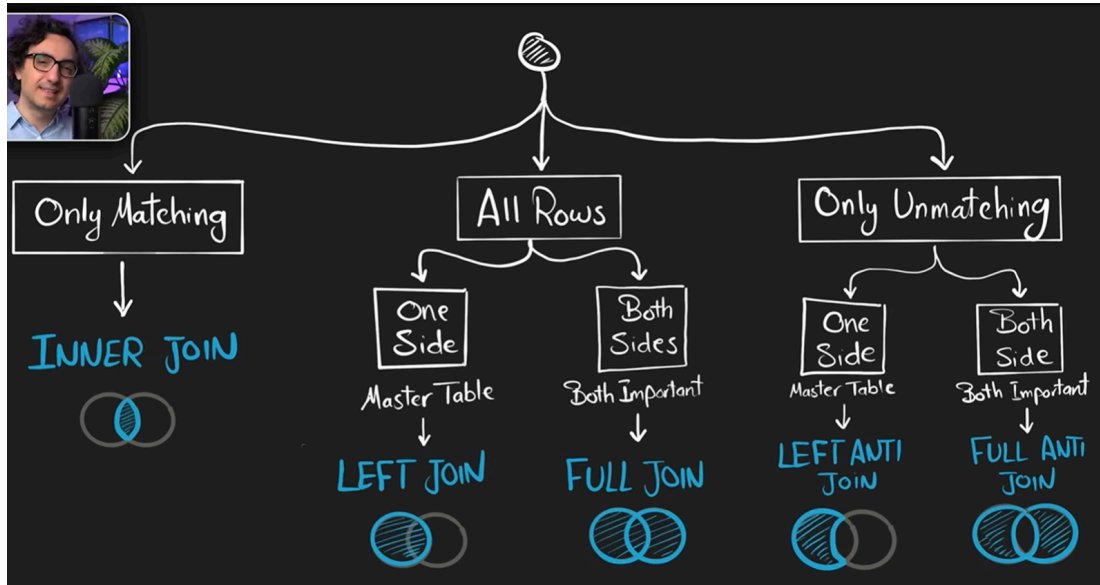 Only Matching
INNER JOIN
All Rows
One
Side
Master Table
LEFT JOIN
Both
Sides
Both Important
FULL JOIN
Only Unmatching
One
Side
Master Table
LEFT ANTI
JOIN
Both
Side
Both Important
FULL ANTI
JOIN